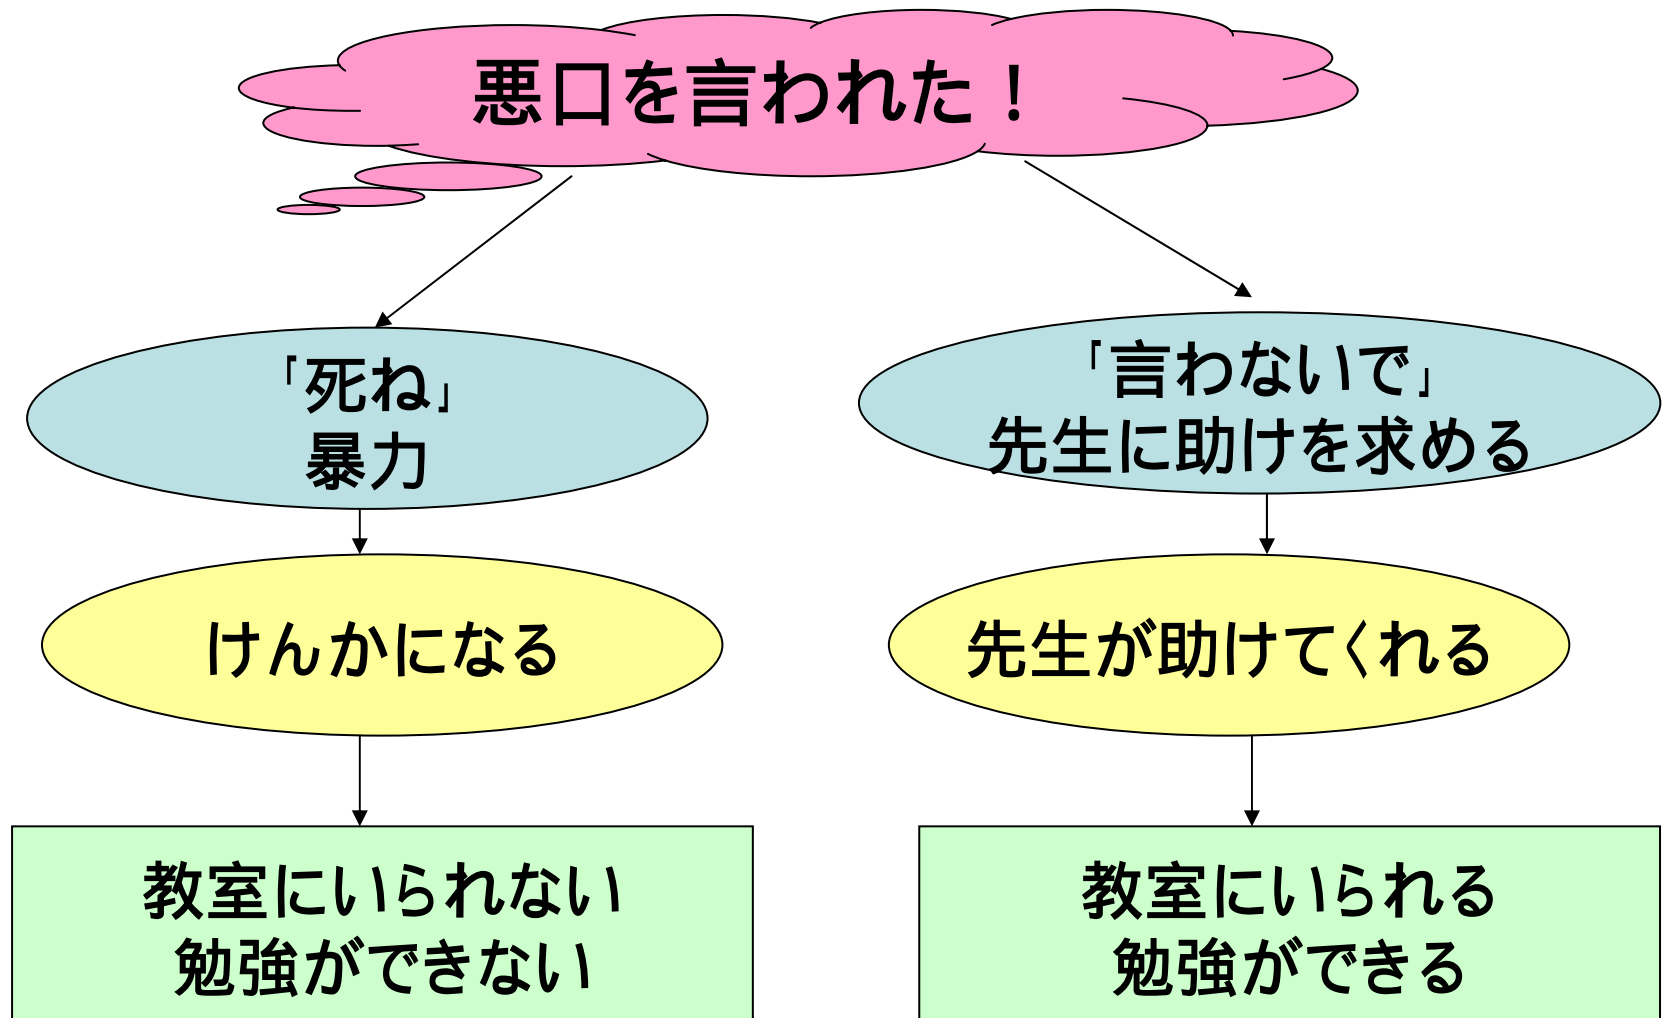 悪口を言われた！
「死ね」
暴力
「言わないで」
先生に助けを求める
けんかになる
先生が助けてくれる
教室にいられない
勉強ができない
教室にいられる
勉強ができる